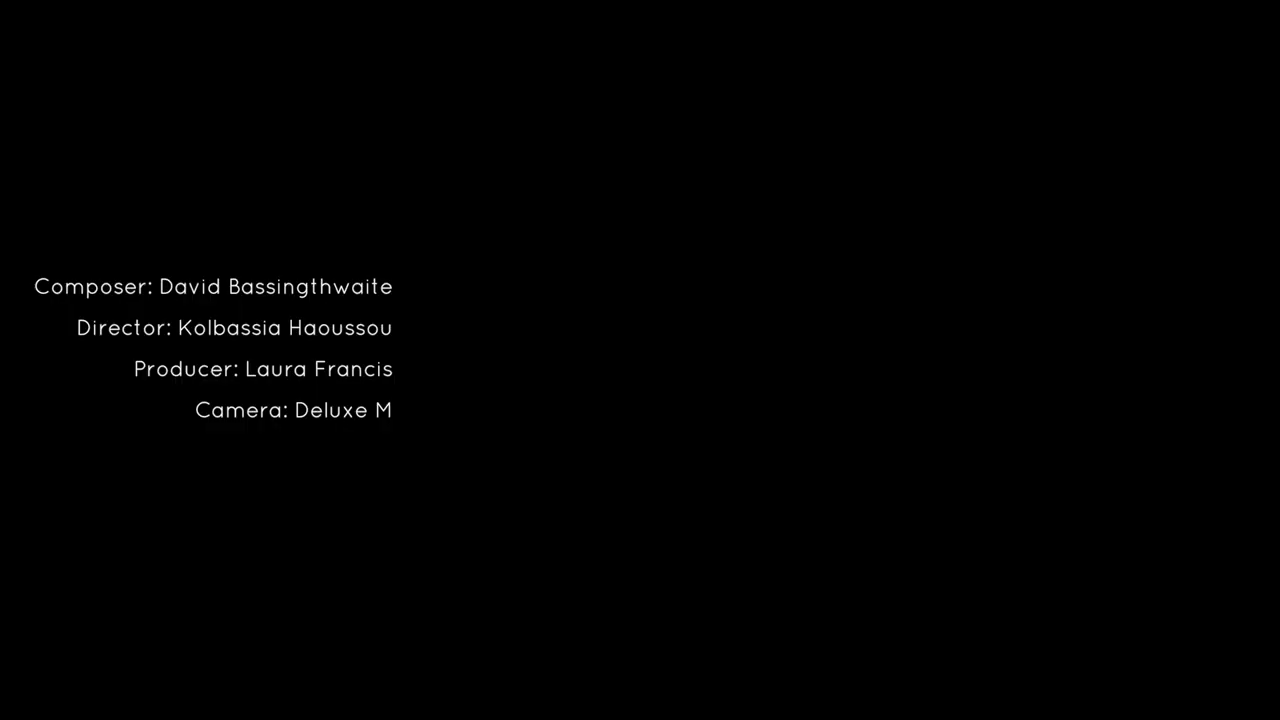 Composer: David Bassingthwaite
Director: Kolbassia Haoussou
Producer: Laura Francis
Camera: Deluxe M